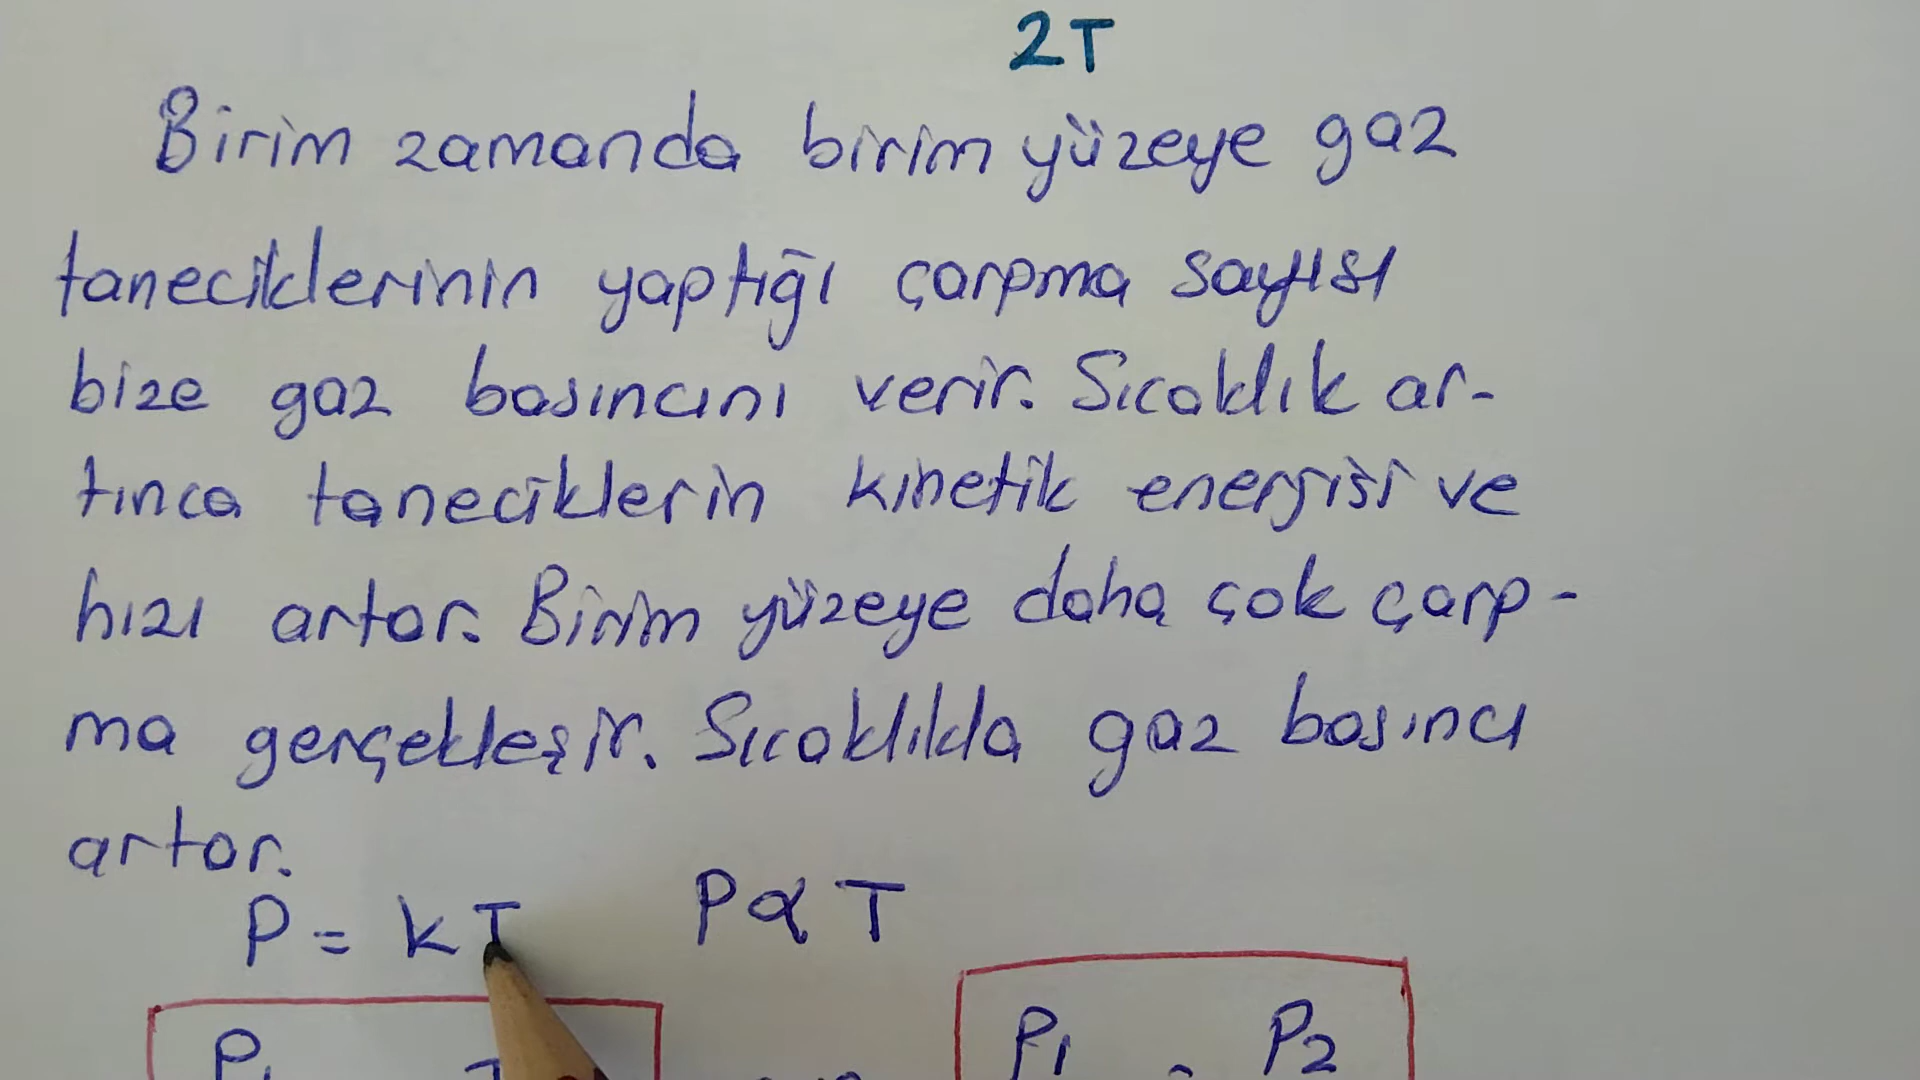 2T
Birim zamanda birim yüzeye gaz
taneciklerinin yaptığı çarpma sayısı
bize gaz basıncını verir. Sıcaklık ar-
tınca taneciklerin kinetik enerjisi ve
hızı artar. Birim yüzeye daha çok çarp-
ma gerçekleşir. Sıcaklıkla gaz basıncı
artar.
P = kT P α T
P1 P2